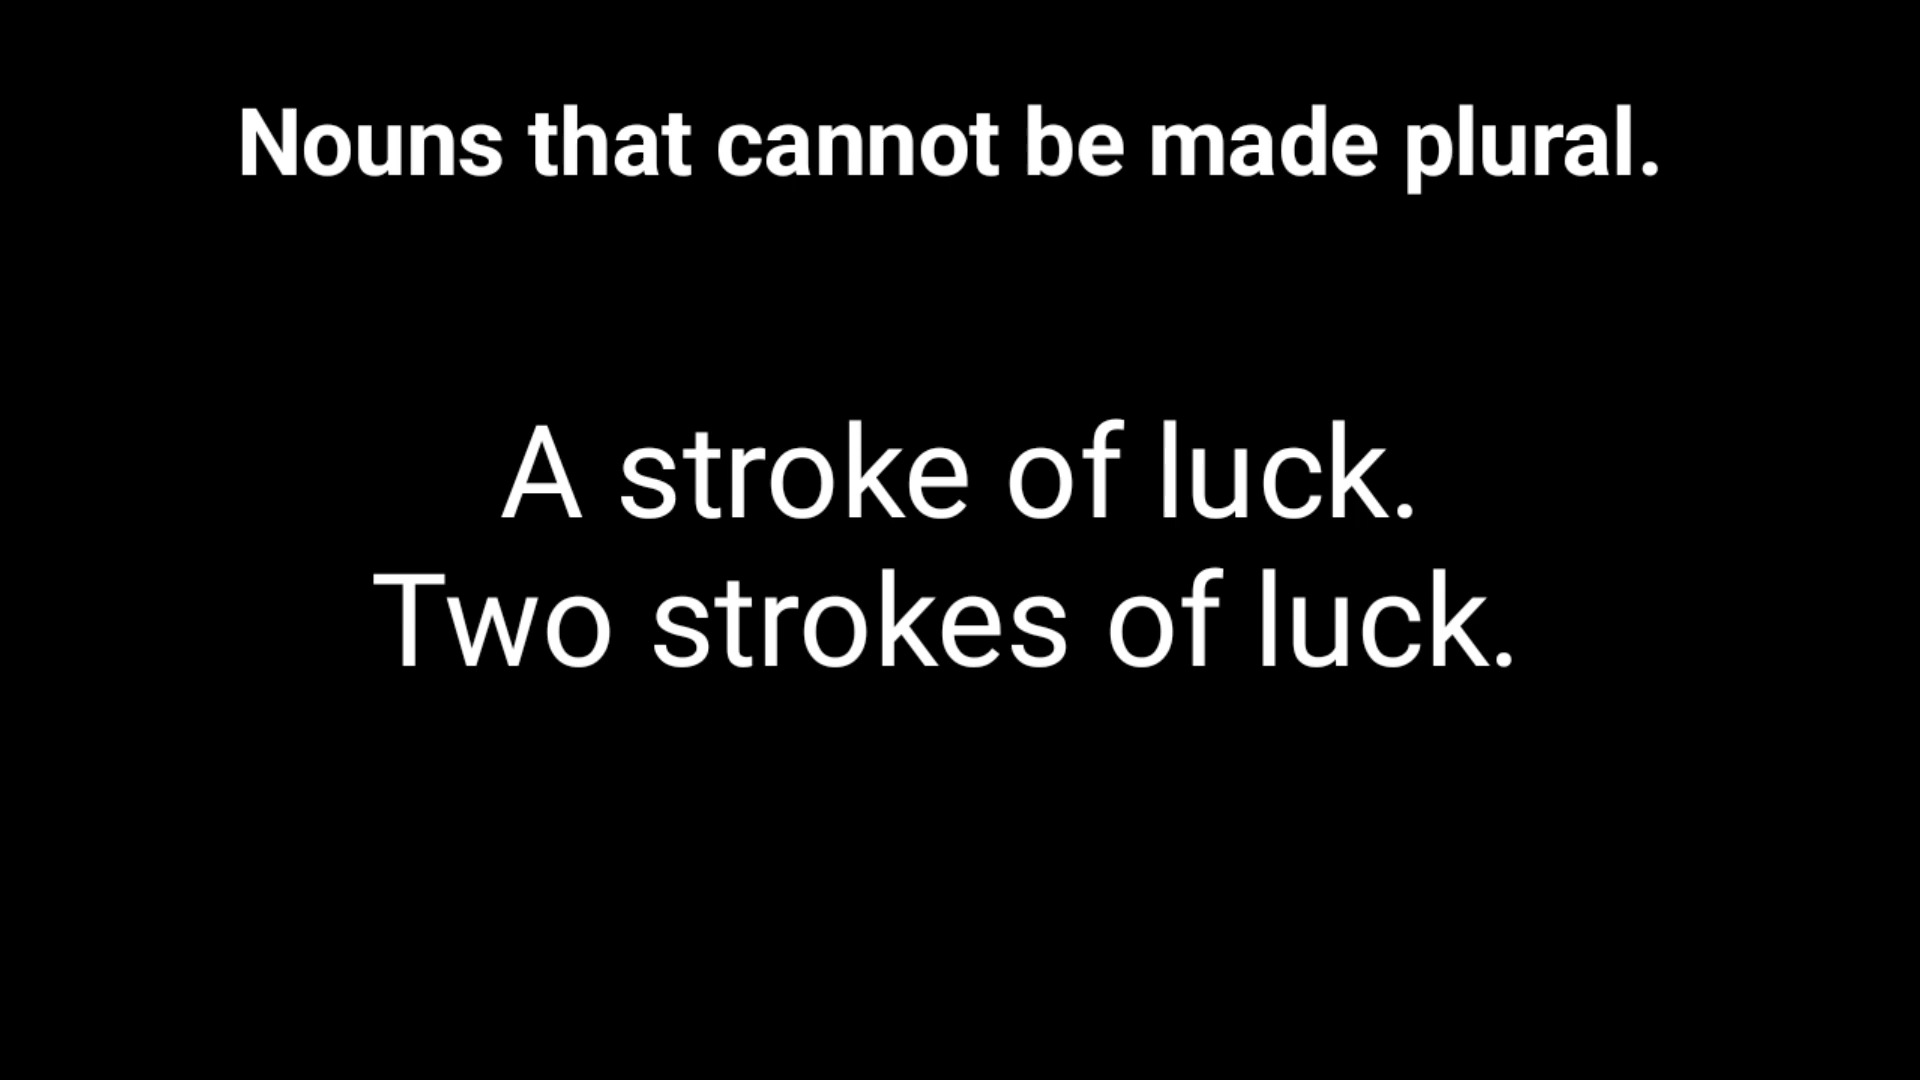 Nouns that cannot be made plural.
A stroke of luck.
Two strokes of luck.